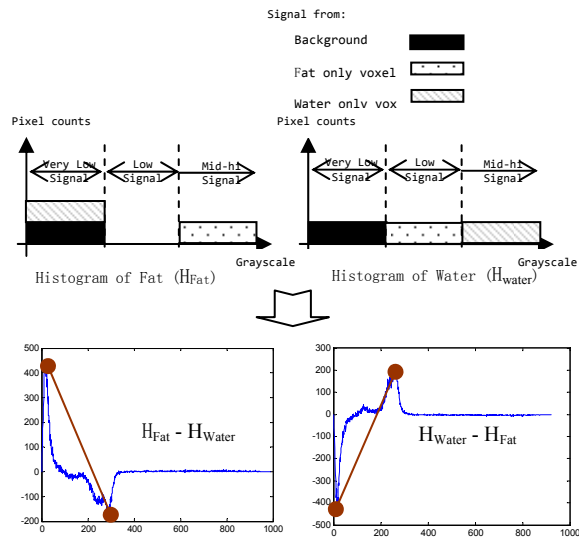 Signal from:
Background
Fat only voxel
Water onlv vox
Pixel counts
Very Low Signal
Low Signal
Mid-hi Signal
Grayscale
Histogram of Fat (HFat)
Pixel counts
Very Low Signal
Low Signal
Mid-hi Signal
Grayscale
Histogram of Water (Hwater)
500
400
300
200
100
0
-100
-200
0 200 400 600 800 1000
HFat - HWater
300
200
100
0
-100
-200
-300
-400
-500
0 200 400 600 800 1000
HWater - HFat